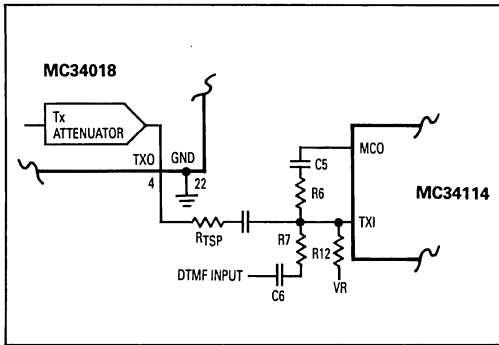 MC34018
Tx
ATTENUATOR
TXO
GND
4
22
MCO
C5
R6
MC34114
TXI
RTSP
R7
R12
DTMF INPUT
C6
VR